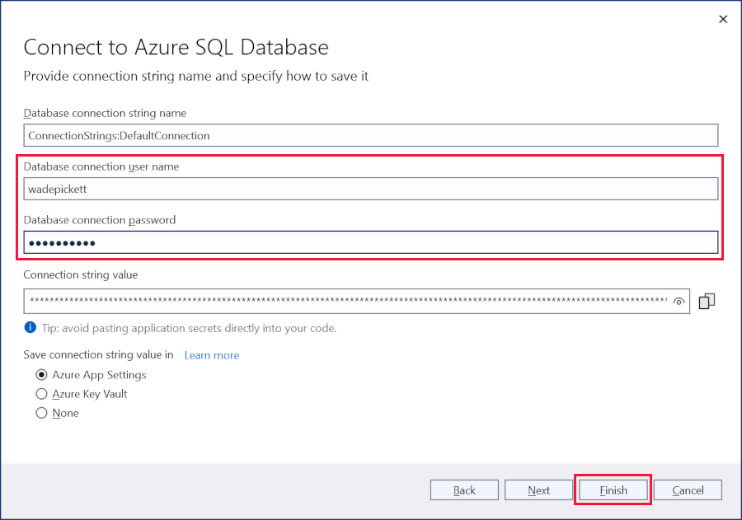 Connect to Azure SQL Database
Provide connection string name and specify how to save it
Database connection string name
ConnectionStrings:DefaultConnection
Database connection user name
wadepickett
Database connection password
●●●●●●●●●●
Connection string value
Tip: avoid pasting application secrets directly into your code.
Save connection string value in Learn more
Azure App Settings
Azure Key Vault
None
Back Next Finish Cancel